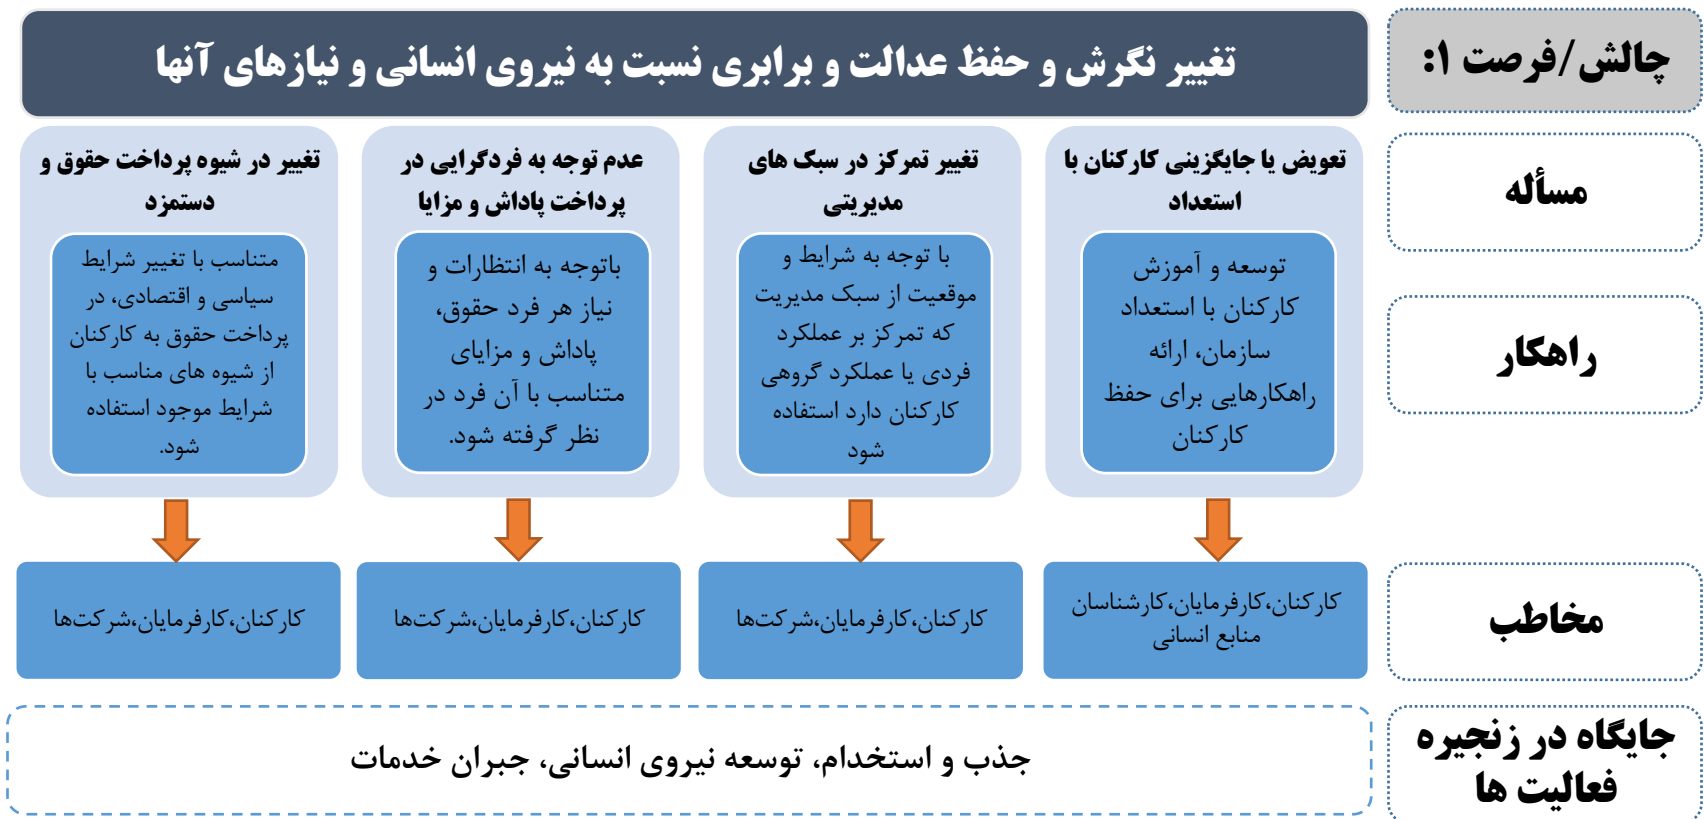 چالش/فرصت ۱:
تغییر نگرش و حفظ عدالت و برابری نسبت به نیروی انسانی و نیازهای آنها
مسأله
تعویض یا جایگزینی کارکنان با
استعداد
تغییر تمرکز در سبک های
مدیریتی
عدم توجه به فردگرایی در
پرداخت پاداش و مزایا
تغییر در شیوه پرداخت حقوق و
دستمزد
راهکار
توسعه و آموزش
کارکنان با استعداد
سازمان، ارائه
راهکارهایی برای حفظ
کارکنان
با توجه به شرایط و
موقعیت از سبک مدیریت
که تمرکز بر عملکرد
فردی یا عملکرد گروهی
کارکنان دارد استفاده
شود
باتوجه به انتظارات و
نیاز هر فرد حقوق،
پاداش و مزایای
متناسب با آن فرد در
نظر گرفته شود.
متناسب با تغییر شرایط
سیاسی و اقتصادی، در
پرداخت حقوق به کارکنان
از شیوه های مناسب با
شرایط موجود استفاده
شود.
مخاطب
کارکنان،کارفرمایان،کارشناسان
منابع انسانی
کارکنان،کارفرمایان،شرکت‌ها
کارکنان،کارفرمایان،شرکت‌ها
کارکنان،کارفرمایان،شرکت‌ها
جایگاه در زنجیره
فعالیت ها
جذب و استخدام، توسعه نیروی انسانی، جبران خدمات